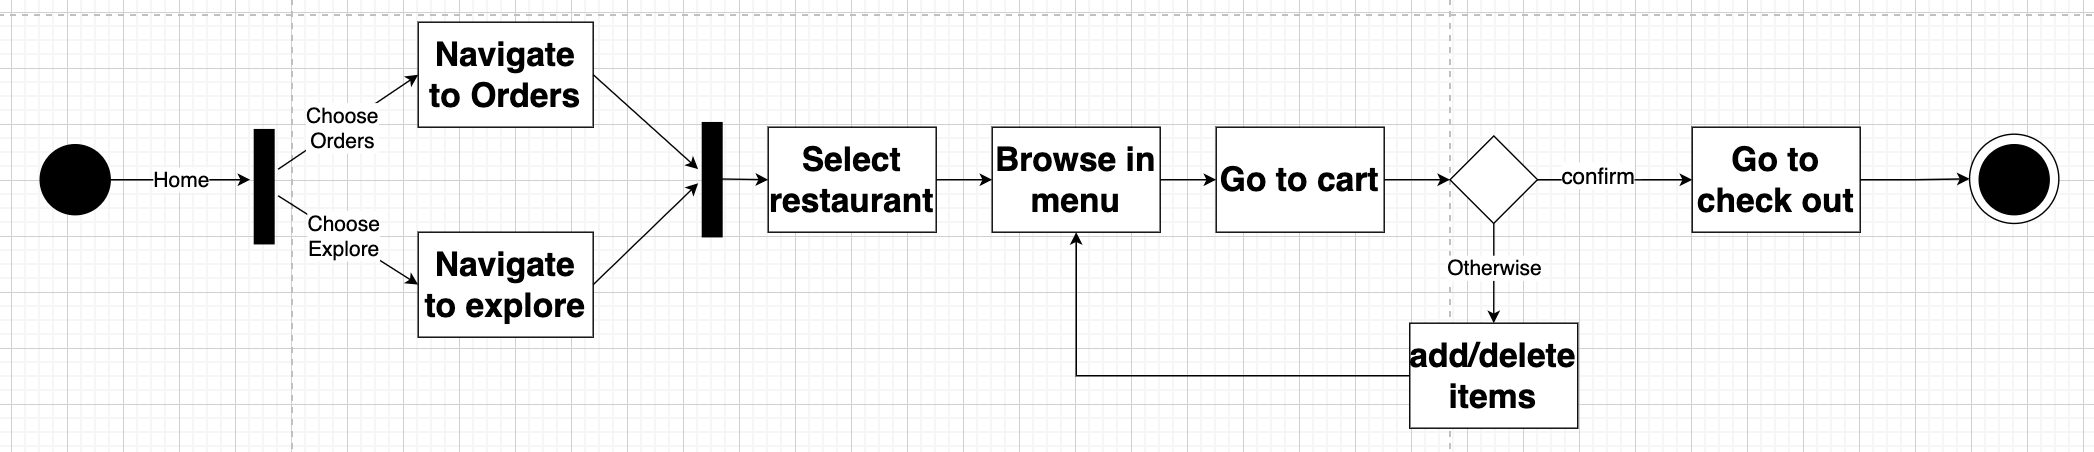 Home
Choose
Orders
Choose
Explore
Navigate
to Orders
Navigate
to explore
Select
restaurant
Browse in
menu
Go to cart
confirm
Otherwise
add/delete
items
Go to
check out